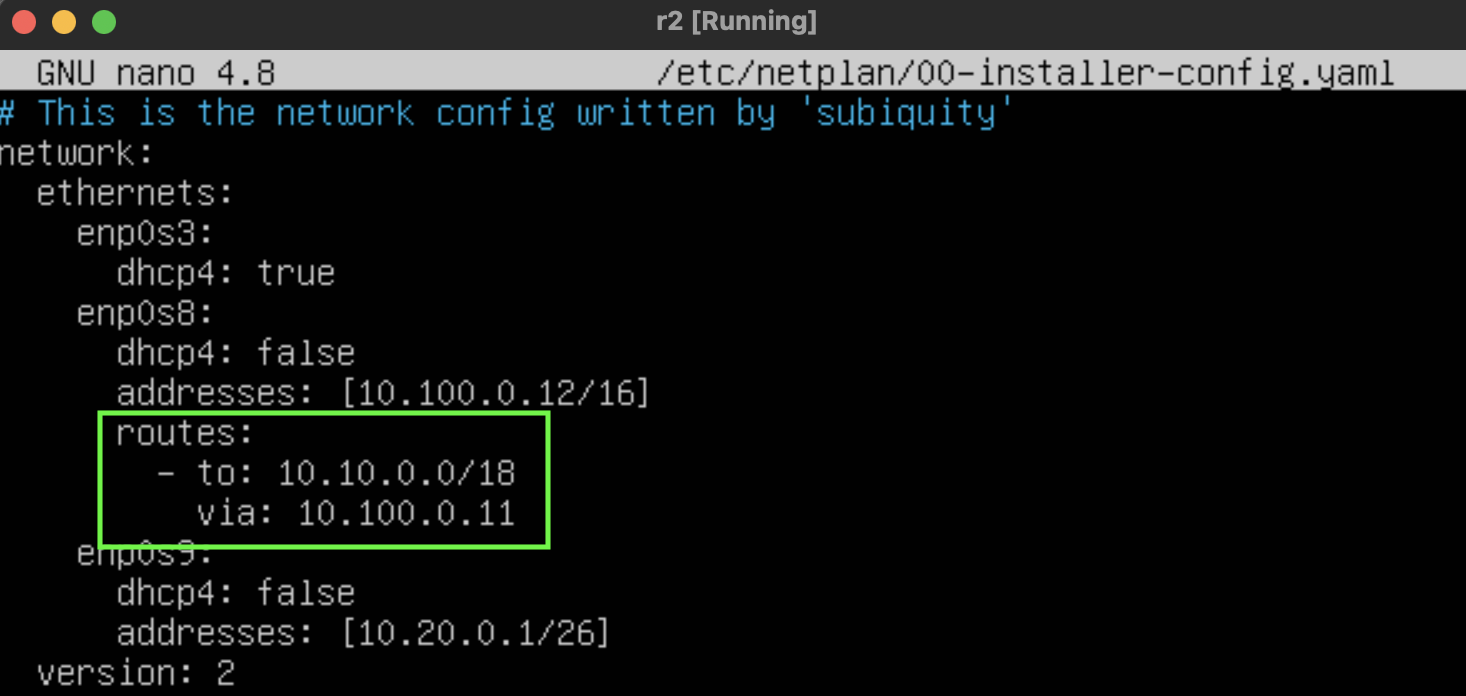 r2 [Running]
GNU nano 4.8 /etc/netplan/00-installer-config.yaml
# This is the network config written by 'subiquity'
network:
  ethernets:
    enp0s3:
      dhcp4: true
    enp0s8:
      dhcp4: false
      addresses: [10.100.0.12/16]
      routes:
        - to: 10.10.0.0/18
          via: 10.100.0.11
    enp0s9:
      dhcp4: false
      addresses: [10.20.0.1/26]
  version: 2